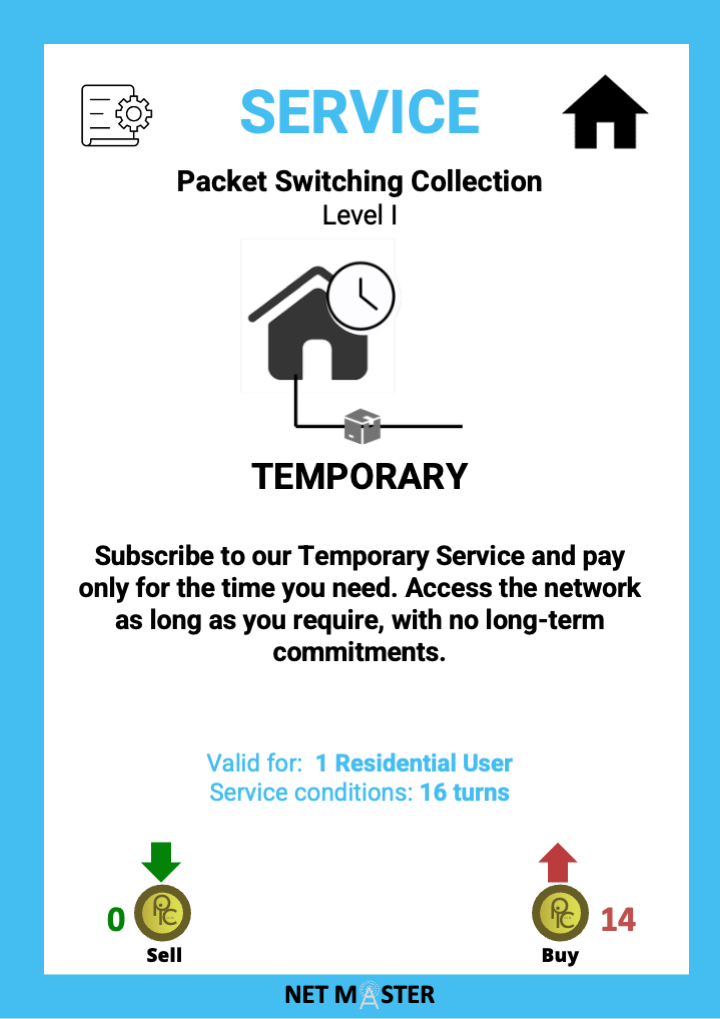 SERVICE
Packet Switching Collection
Level I
TEMPORARY
Subscribe to our Temporary Service and pay
only for the time you need. Access the network
as long as you require, with no long-term
commitments.
Valid for: 1 Residential User
Service conditions: 16 turns
0 PTC
PTC 14
Sell
Buy
NET MASTER